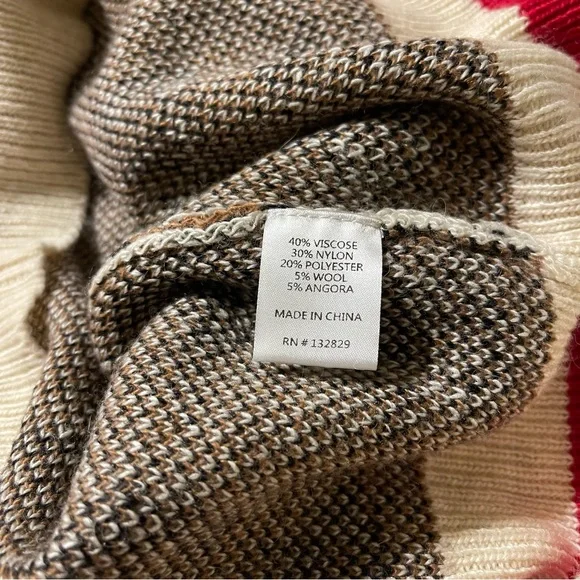 40% VISCOSE
30% NYLON
20% POLYESTER
5% WOOL
5% ANGORA
MADE IN CHINA
RN # 132829